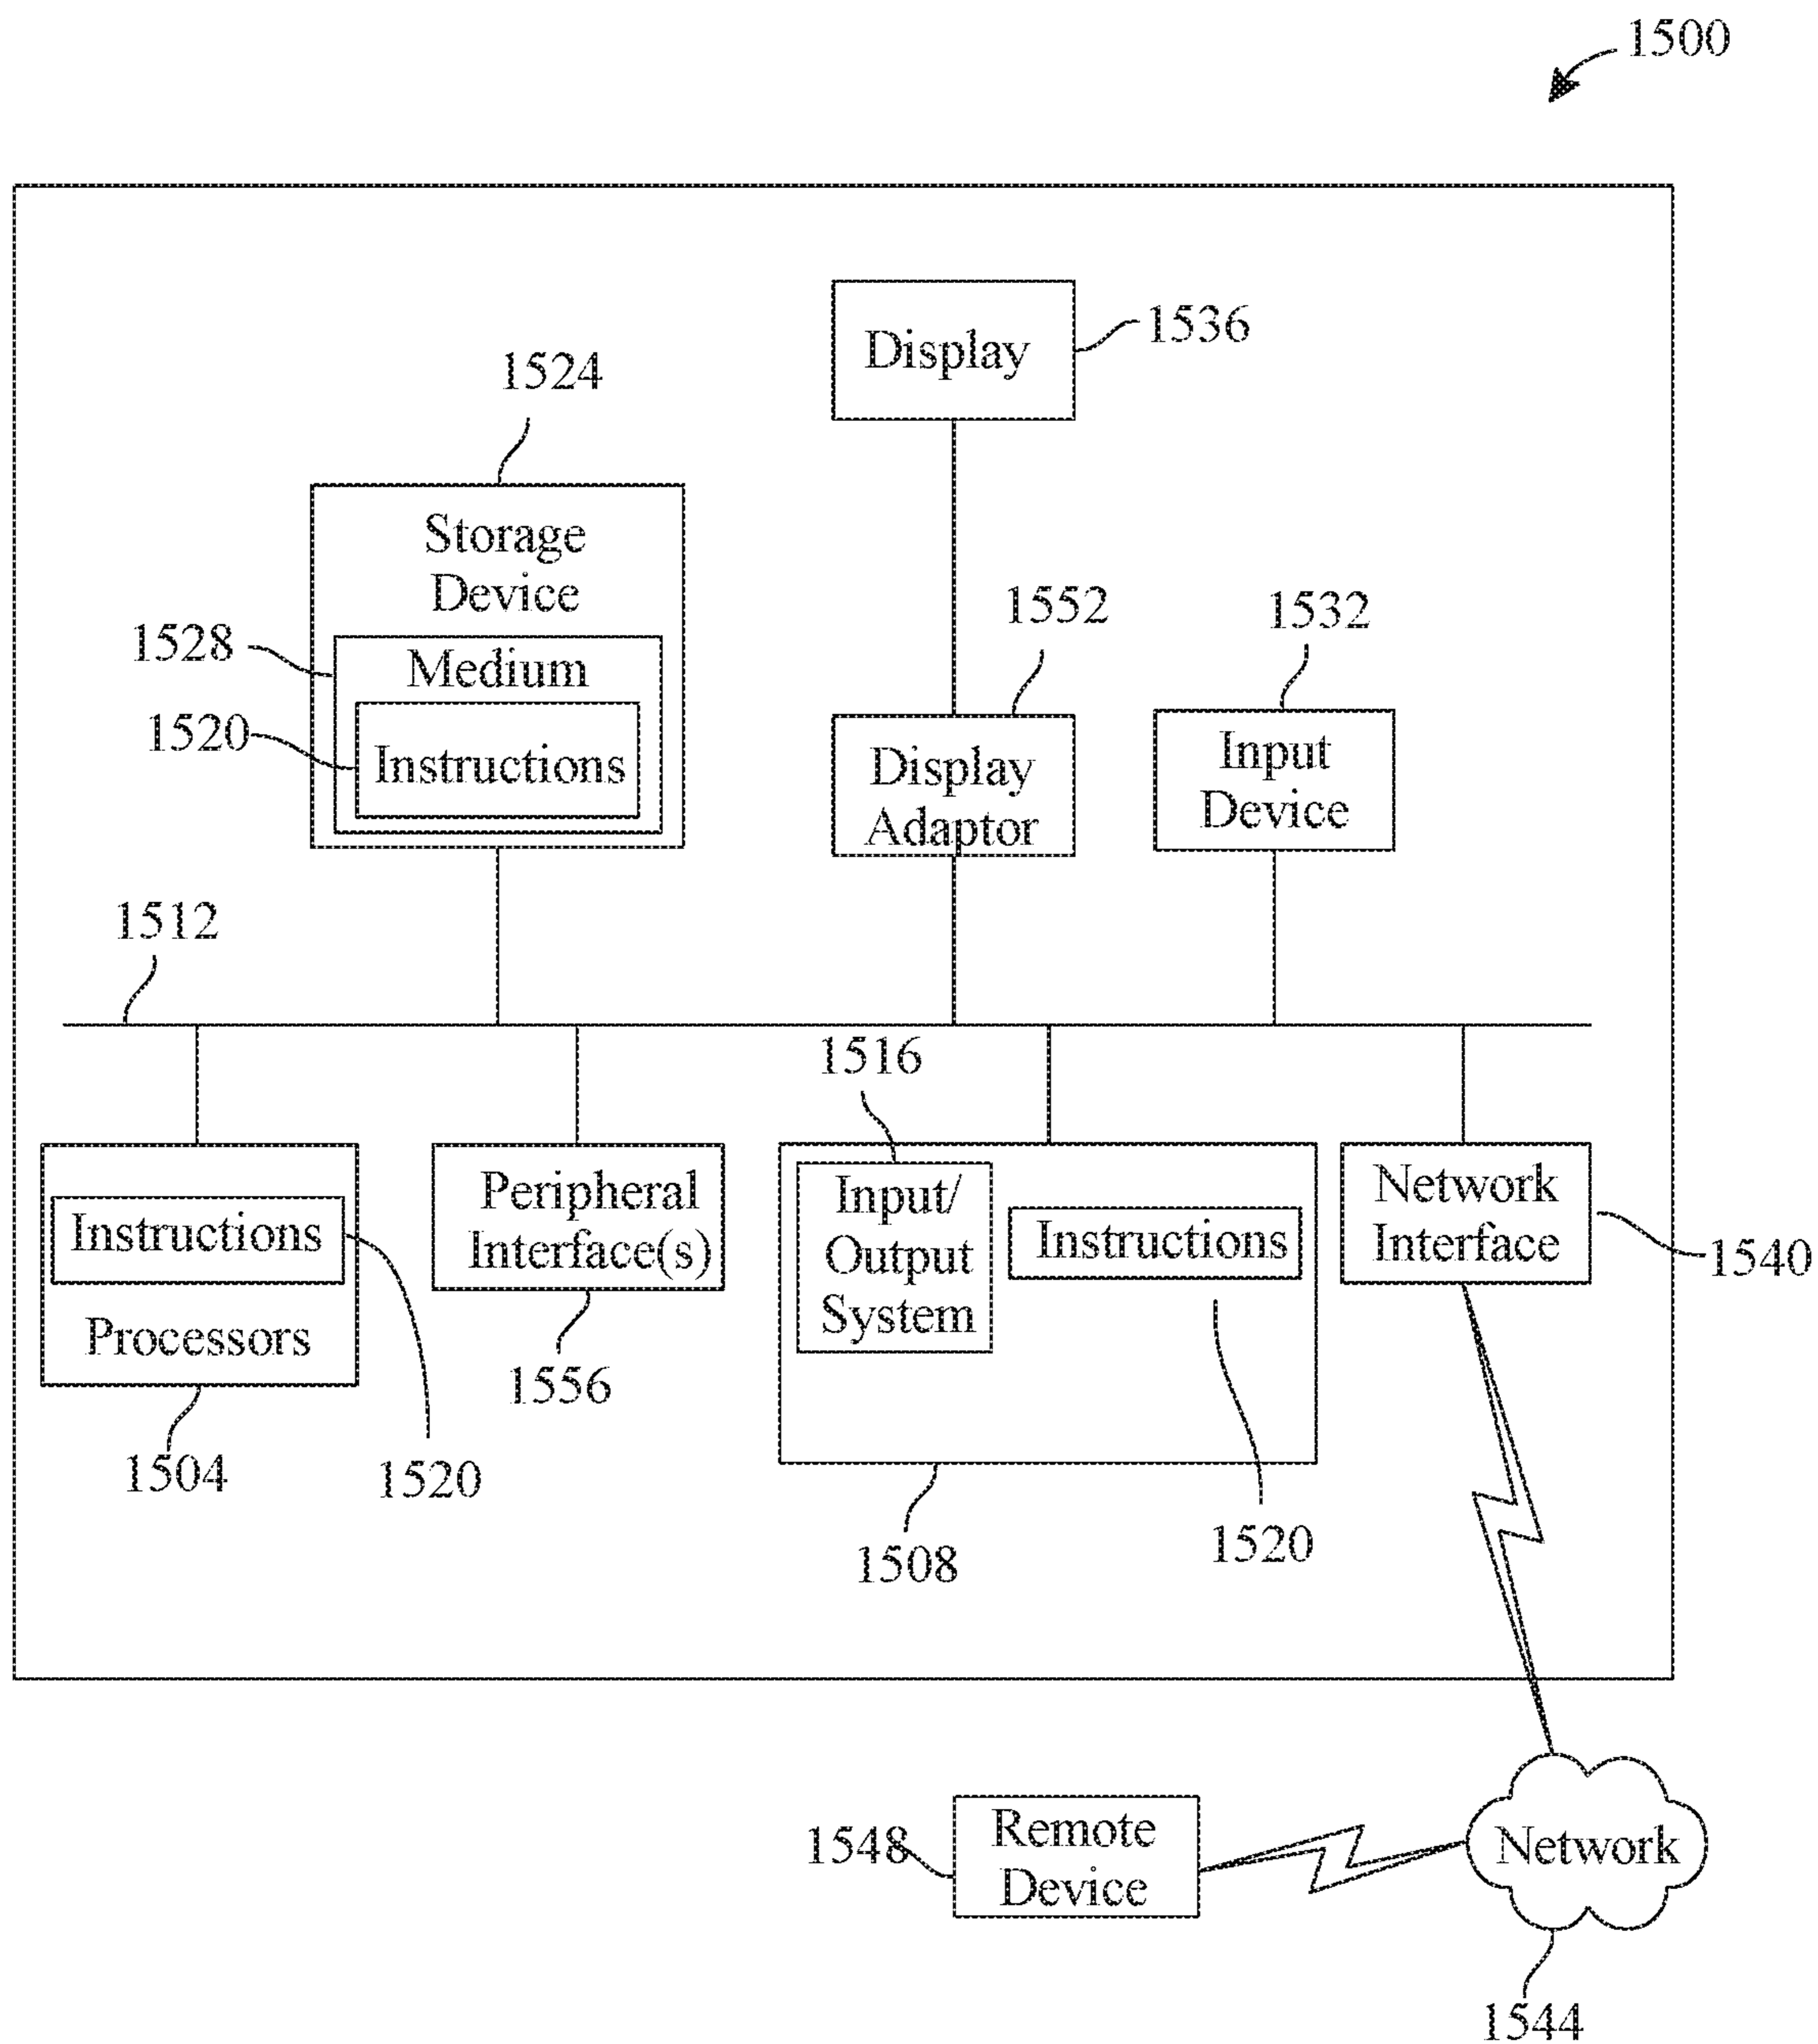 1500
Display
1536
1524
Storage
Device
1528
Medium
1520
Instructions
1552
Display
Adaptor
1532
Input
Device
1512
1516
Instructions
Processors
1504
1520
Peripheral
Interface(s)
1556
Input/
Output
System
Instructions
1508
1520
Network
Interface
1540
1548
Remote
Device
Network
1544